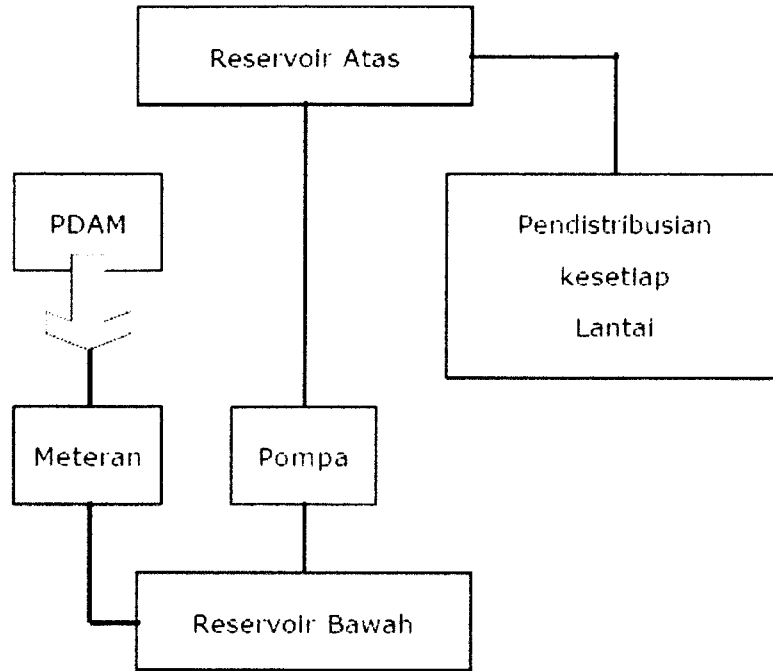 Reservoir Atas
PDAM
Pendistribusian
kesetiap
Lantai
Meteran
Pompa
Reservoir Bawah